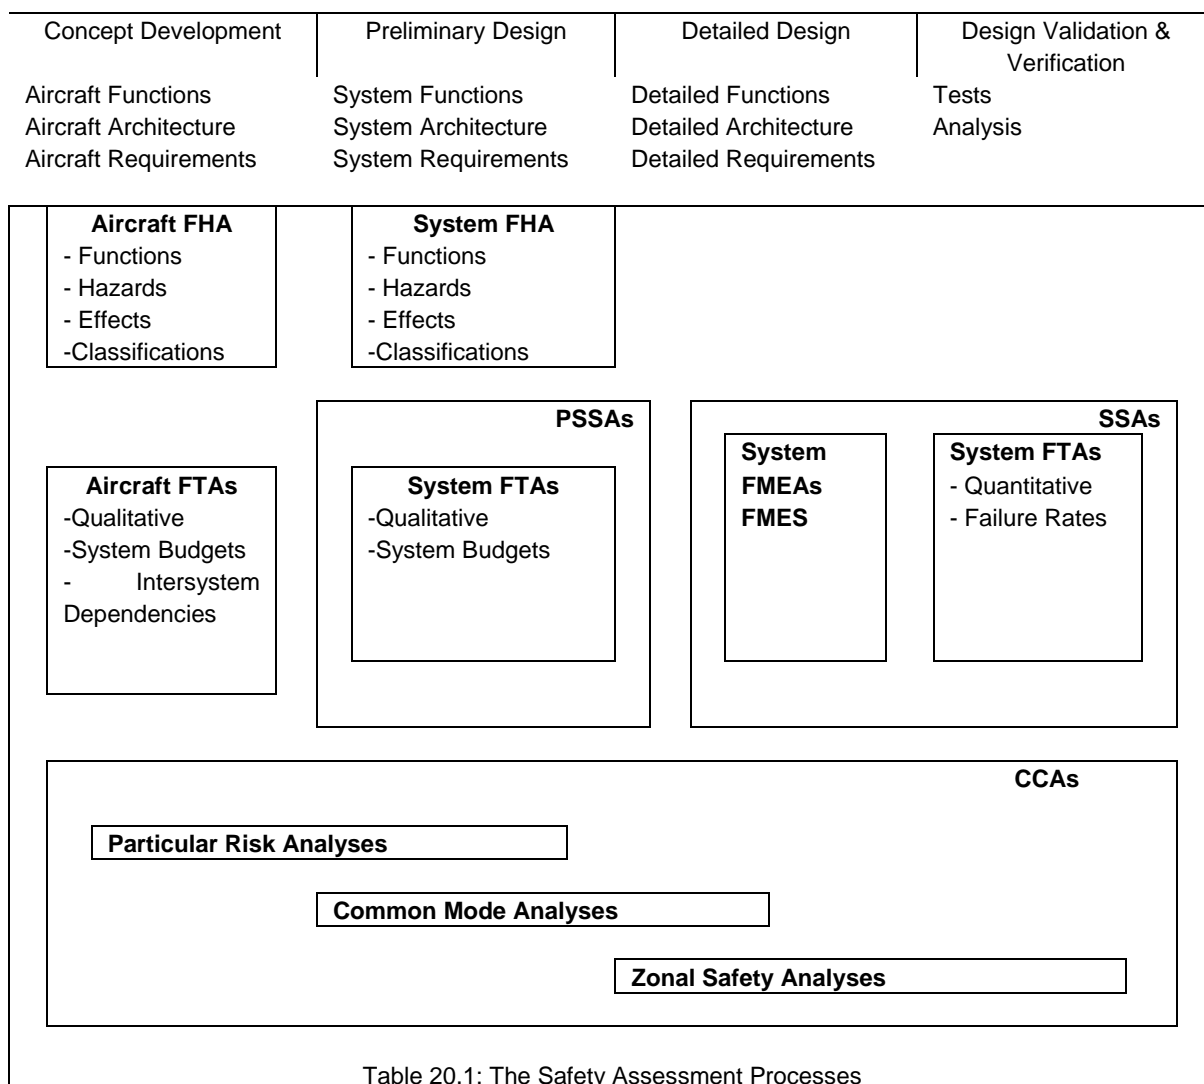 Concept Development
Preliminary Design
Detailed Design
Design Validation &
Verification
Aircraft Functions
Aircraft Architecture
Aircraft Requirements
System Functions
System Architecture
System Requirements
Detailed Functions
Detailed Architecture
Detailed Requirements
Tests
Analysis
Aircraft FHA
- Functions
- Hazards
- Effects
-Classifications
System FHA
- Functions
- Hazards
- Effects
-Classifications
Aircraft FTAs
-Qualitative
-System Budgets
- Intersystem
Dependencies
PSSAs
System FTAs
-Qualitative
-System Budgets
SSAs
System
FMEAs
FMES
System FTAs
- Quantitative
- Failure Rates
CCAs
Particular Risk Analyses
Common Mode Analyses
Zonal Safety Analyses
Table 20.1: The Safety Assessment Processes